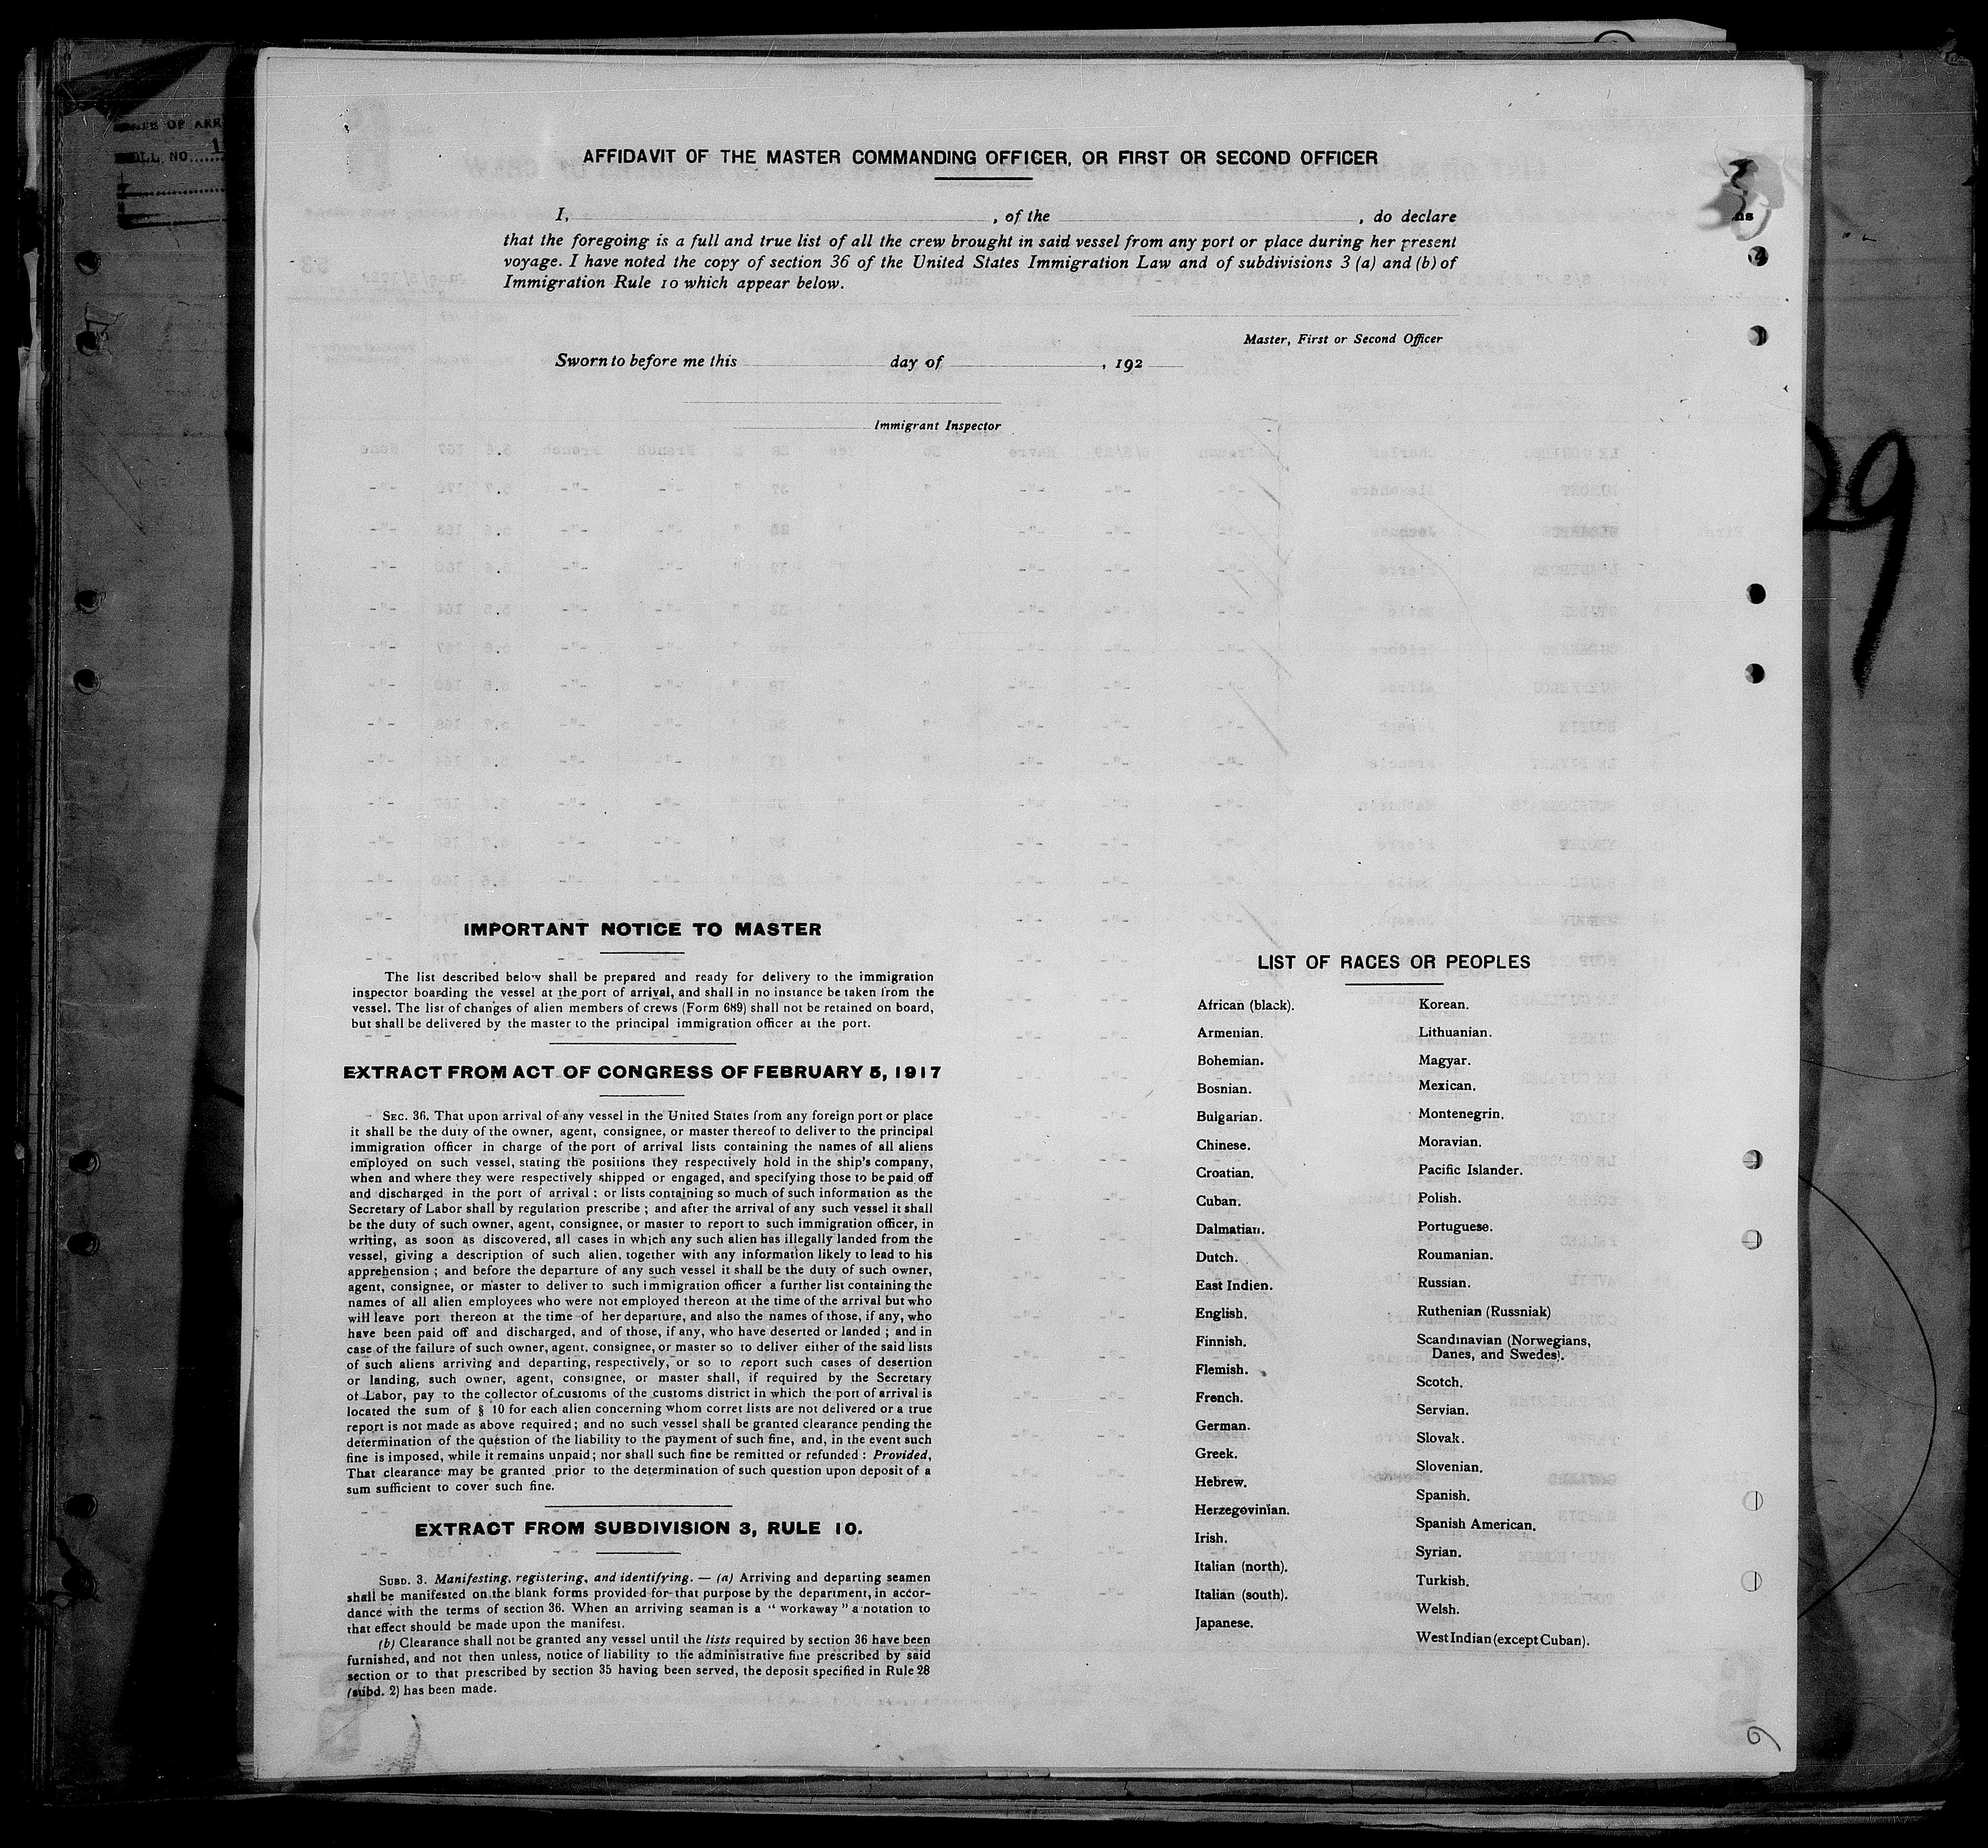 AFFIDAVIT OF THE MASTER COMMANDING OFFICER, OR FIRST OR SECOND OFFICER
I, , of the , do declare
that the foregoing is a full and true list of all the crew brought in said vessel from any port or place during her present
voyage. I have noted the copy of section 36 of the United States Immigration Law and of subdivisions 3 (a) and (b) of
Immigration Rule 10 which appear below.
Master, First or Second Officer
Sworn to before me this day of , 192
Immigrant Inspector
IMPORTANT NOTICE TO MASTER
The list described below shall be prepared and ready for delivery to the immigration
inspector boarding the vessel at the port of arrival, and shall in no instance be taken from the
vessel. The list of changes of alien members of crews (Form 689) shall not be retained on board,
but shall be delivered by the master to the principal immigration officer at the port.
EXTRACT FROM ACT OF CONGRESS OF FEBRUARY 5, 1917
SEC. 36. That upon arrival of any vessel in the United States from any foreign port or place
it shall be the duty of the owner, agent, consignee, or master thereof to deliver to the principal
immigration officer in charge of the port of arrival lists containing the names of all aliens
employed on such vessel, stating the positions they respectively hold in the ship's company,
when and where they were respectively shipped or engaged, and specifying those to be paid off
and discharged in the port of arrival : or lists containing so much of such information as the
Secretary of Labor shall by regulation prescribe ; and after the arrival of any such vessel it shall
be the duty of such owner, agent, consignee, or master to report to such immigration officer, in
writing, as soon as discovered, all cases in which any such alien has illegally landed from the
vessel, giving a description of such alien, together with any information likely to lead to his
apprehension ; and before the departure of any such vessel it shall be the duty of such owner,
agent, consignee, or master to deliver to such immigration officer a further list containing the
names of all alien employees who were not employed thereon at the time of the arrival but who
will leave port thereon at the time of her departure, and also the names of those, if any, who
have been paid off and discharged, and of those, if any, who have deserted or landed ; and in
case of the failure of such owner, agent, consignee, or master so to deliver either of the said lists
of such aliens arriving and departing, respectively, or so to report such cases of desertion
or landing, such owner, agent, consignee, or master shall, if required by the Secretary
of Labor, pay to the collector of customs of the customs district in which the port of arrival is
located the sum of § 10 for each alien concerning whom corret lists are not delivered or a true
report is not made as above required ; and no such vessel shall be granted clearance pending the
determination of the question of the liability to the payment of such fine, and, in the event such
fine is imposed, while it remains unpaid ; nor shall such fine be remitted or refunded : Provided,
That clearance may be granted prior to the determination of such question upon deposit of a
sum sufficient to cover such fine.
EXTRACT FROM SUBDIVISION 3, RULE 10.
SUBD. 3. Manifesting, registering, and identifying. — (a) Arriving and departing seamen
shall be manifested on the blank forms provided for that purpose by the department, in accor-
dance with the terms of section 36. When an arriving seaman is a “ workaway ” a notation to
that effect should be made upon the manifest.
(b) Clearance shall not be granted any vessel until the lists required by section 36 have been
furnished, and not then unless, notice of liability to the administrative fine prescribed by said
section or to that prescribed by section 35 having been served, the deposit specified in Rule 28
(subd. 2) has been made.
LIST OF RACES OR PEOPLES
African (black).
Armenian.
Bohemian.
Bosnian.
Bulgarian.
Chinese.
Croatian.
Cuban.
Dalmatian.
Dutch.
East Indien.
English.
Finnish.
Flemish.
French.
German.
Greek.
Hebrew.
Herzegovinian.
Irish.
Italian (north).
Italian (south).
Japanese.
Korean.
Lithuanian.
Magyar.
Mexican.
Montenegrin.
Moravian.
Pacific Islander.
Polish.
Portuguese.
Roumanian.
Russian.
Ruthenian (Russniak)
Scandinavian (Norwegians,
Danes, and Swedes).
Scotch.
Servian.
Slovak.
Slovenian.
Spanish.
Spanish American.
Syrian.
Turkish.
Welsh.
West Indian (except Cuban).